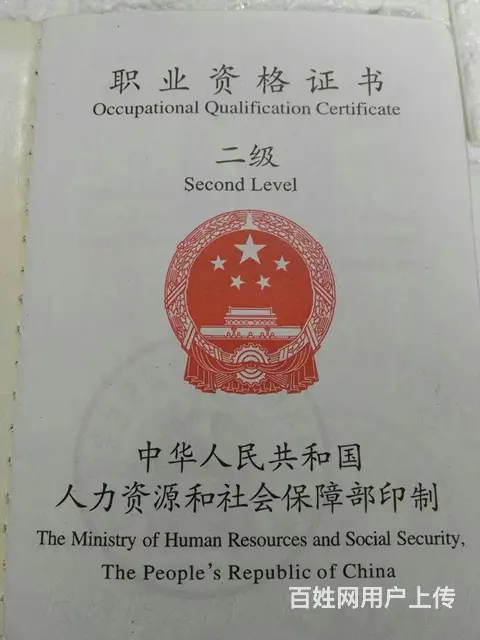 职业资格证书
Occupational Qualification Certificate
二级
Second Level
中华人民共和国
人力资源和社会保障部印制
The Ministry of Human Resources and Social Security,
The People's Republic of China
百姓网用户上传